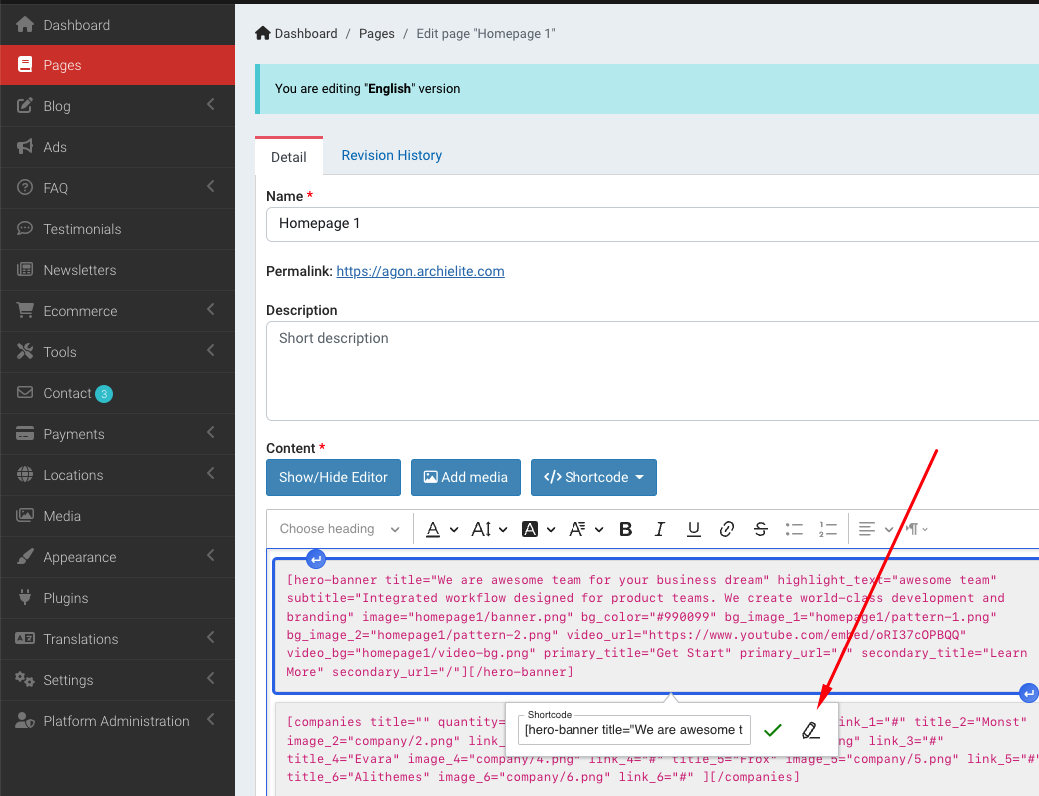 Dashboard
Pages
Blog
Ads
FAQ
Testimonials
Newsletters
Ecommerce
Tools
Contact 3
Payments
Locations
Media
Appearance
Plugins
Translations
Settings
Platform Administration
Dashboard / Pages / Edit page "Homepage 1"
You are editing "English" version
Detail
Revision History
Name *
Homepage 1
Permalink: https://agon.archielite.com
Description
Short description
Content *
Show/Hide Editor
Add media
</> Shortcode
Choose heading
[hero-banner title="We are awesome team for your business dream" highlight_text="awesome team"
subtitle="Integrated workflow designed for product teams. We create world-class development and
branding" image="homepage1/banner.png" bg_color="#990099" bg_image_1="homepage1/pattern-1.png"
bg_image_2="homepage1/pattern-2.png" video_url="https://www.youtube.com/embed/oRI37cOPBQQ"
video_bg="homepage1/video-bg.png" primary_title="Get Start" primary_url="/" secondary_title="Learn
More" secondary_url="/"][/hero-banner]
Shortcode
[hero-banner title="We are awesome t
[companies title="" quantity= link_1="#" title_2="Monst"
image_2="company/2.png" link_ link_3="#"
title_4="Evara" image_4="company/4.png" link_4="#" title_5="Frox" image_5="company/5.png" link_5="#"
title_6="Alithemes" image_6="company/6.png" link_6="#" ][/companies]